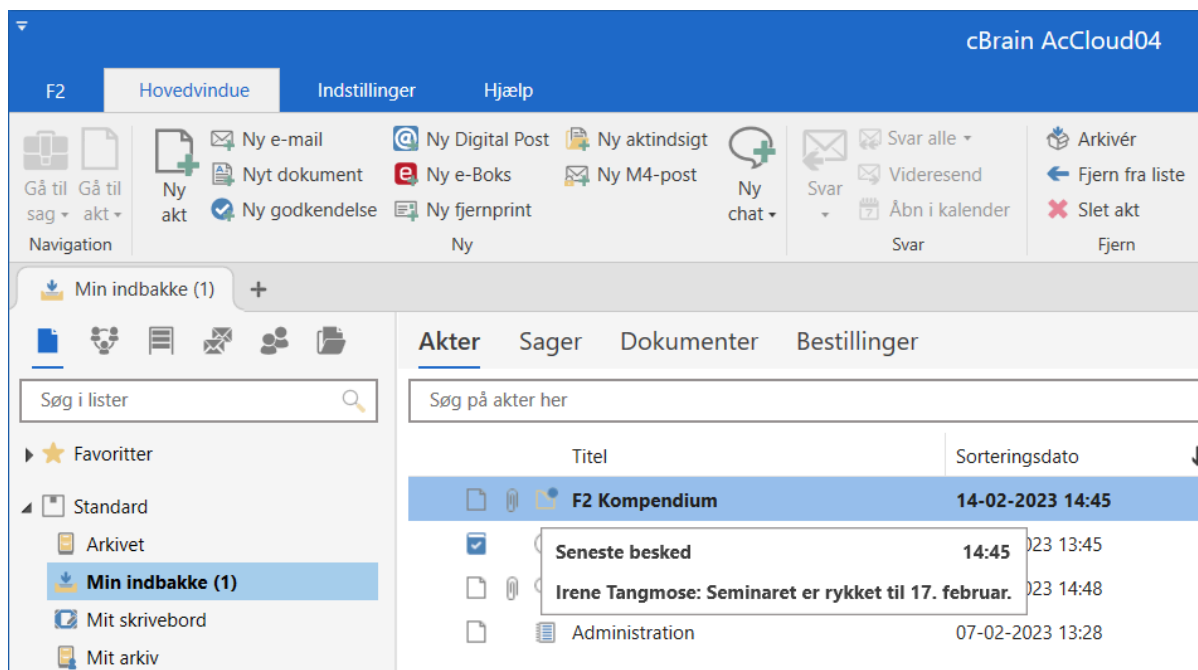 cBrain AcCloud04
F2 Hovedvindue Indstillinger Hjælp
Gå til sag
Gå til akt
Navigation
Ny akt
Ny e-mail
Nyt dokument
Ny godkendelse
Ny Digital Post
Ny e-Boks
Ny fjernprint
Ny aktindsigt
Ny M4-post
Ny chat
Ny
Svar
Svar alle
Videresend
Åbn i kalender
Svar
Arkivér
Fjern fra liste
Slet akt
Fjern
Min indbakke (1) +
Søg i lister
Favoritter
Standard
Arkivet
Min indbakke (1)
Mit skrivebord
Mit arkiv
Akter Sager Dokumenter Bestillinger
Søg på akter her
Titel Sorteringsdato
F2 Kompendium 14-02-2023 14:45
Seneste besked 14:45
Irene Tangmose: Seminaret er rykket til 17. februar.
023 13:45
023 14:48
Administration 07-02-2023 13:28